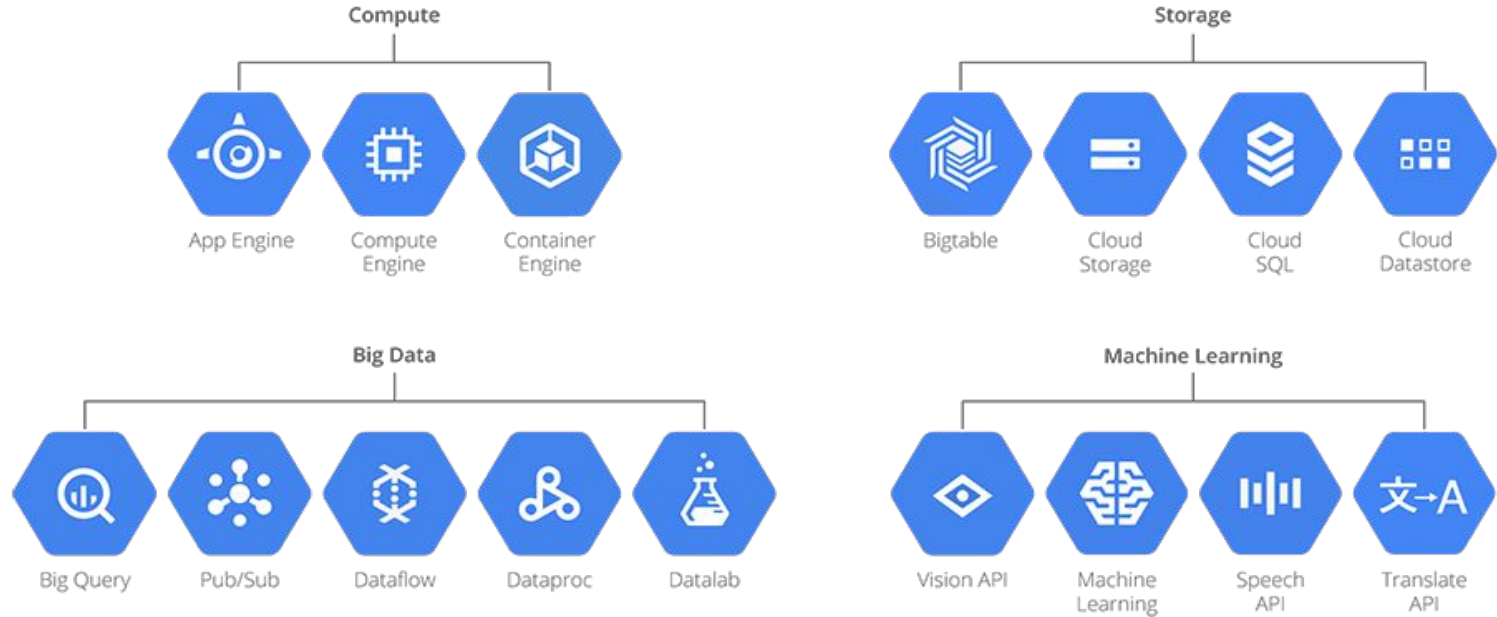 Compute
App Engine
Compute
Engine
Container
Engine
Storage
Bigtable
Cloud
Storage
Cloud
SQL
Cloud
Datastore
Big Data
Big Query
Pub/Sub
Dataflow
Dataproc
Datalab
Machine Learning
Vision API
Machine
Learning
Speech
API
文→A
Translate
API